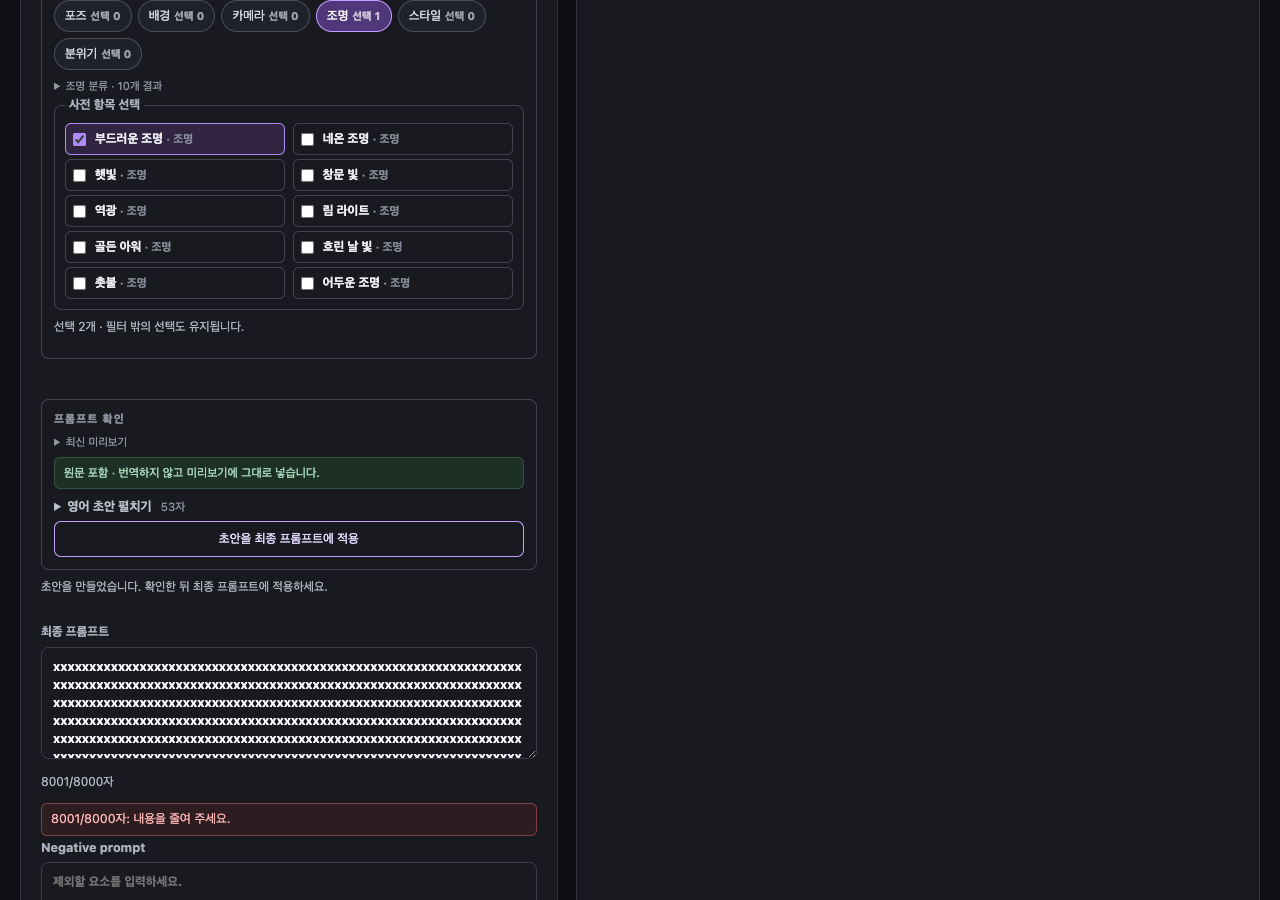 포즈 선택 0 배경 선택 0 카메라 선택 0 조명 선택 1 스타일 선택 0
분위기 선택 0
▶ 조명 분류 · 10개 결과
사전 항목 선택
부드러운 조명 · 조명 네온 조명 · 조명
햇빛 · 조명 창문 빛 · 조명
역광 · 조명 림 라이트 · 조명
골든 아워 · 조명 흐린 날 빛 · 조명
촛불 · 조명 어두운 조명 · 조명
선택 2개 · 필터 밖의 선택도 유지됩니다.
프롬프트 확인
▶ 최신 미리보기
원문 포함 · 번역하지 않고 미리보기에 그대로 넣습니다.
▶ 영어 초안 펼치기 53자
초안을 최종 프롬프트에 적용
초안을 만들었습니다. 확인한 뒤 최종 프롬프트에 적용하세요.
최종 프롬프트
xxxxxxxxxxxxxxxxxxxxxxxxxxxxxxxxxxxxxxxxxxxxxxxxxxxxxxxxxxxxxxxxx
xxxxxxxxxxxxxxxxxxxxxxxxxxxxxxxxxxxxxxxxxxxxxxxxxxxxxxxxxxxxxxxxx
xxxxxxxxxxxxxxxxxxxxxxxxxxxxxxxxxxxxxxxxxxxxxxxxxxxxxxxxxxxxxxxxx
xxxxxxxxxxxxxxxxxxxxxxxxxxxxxxxxxxxxxxxxxxxxxxxxxxxxxxxxxxxxxxxxx
xxxxxxxxxxxxxxxxxxxxxxxxxxxxxxxxxxxxxxxxxxxxxxxxxxxxxxxxxxxxxxxxx
xxxxxxxxxxxxxxxxxxxxxxxxxxxxxxxxxxxxxxxxxxxxxxxxxxxxxxxxxxxxxxxxx
8001/8000자
8001/8000자: 내용을 줄여 주세요.
Negative prompt
제외할 요소를 입력하세요.